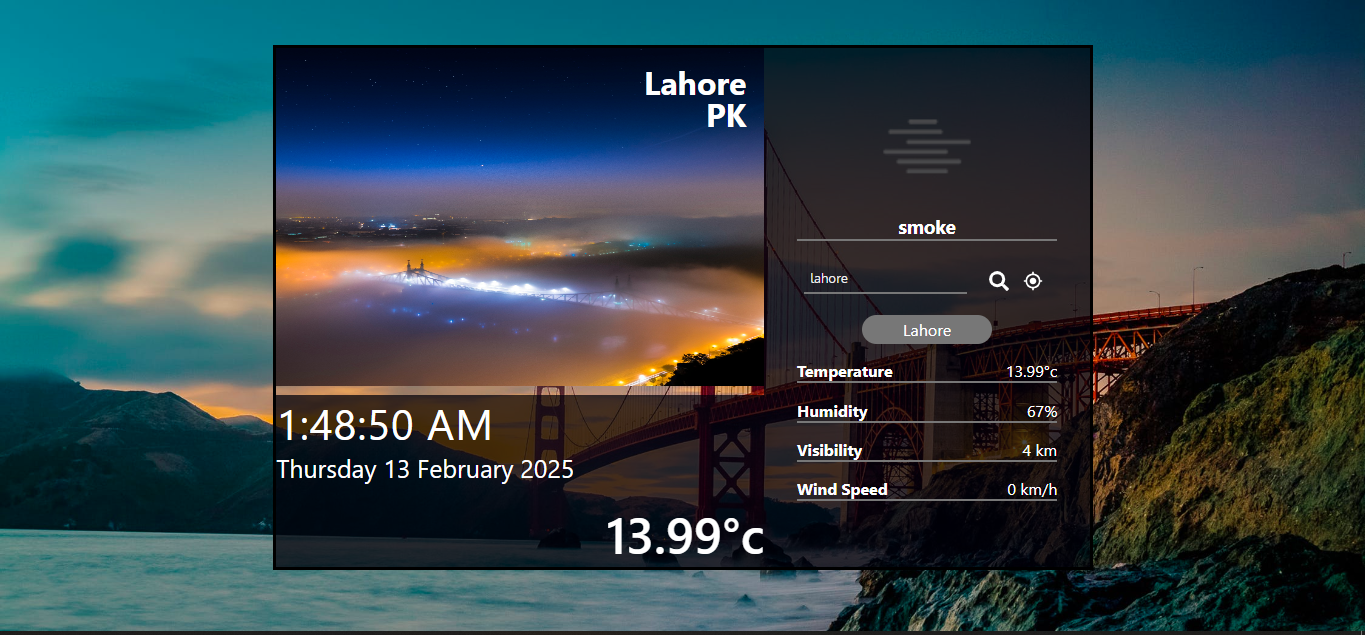 Lahore
PK
1:48:50 AM
Thursday 13 February 2025
13.99°c
smoke
lahore
Lahore
Temperature 13.99°c
Humidity 67%
Visibility 4 km
Wind Speed 0 km/h